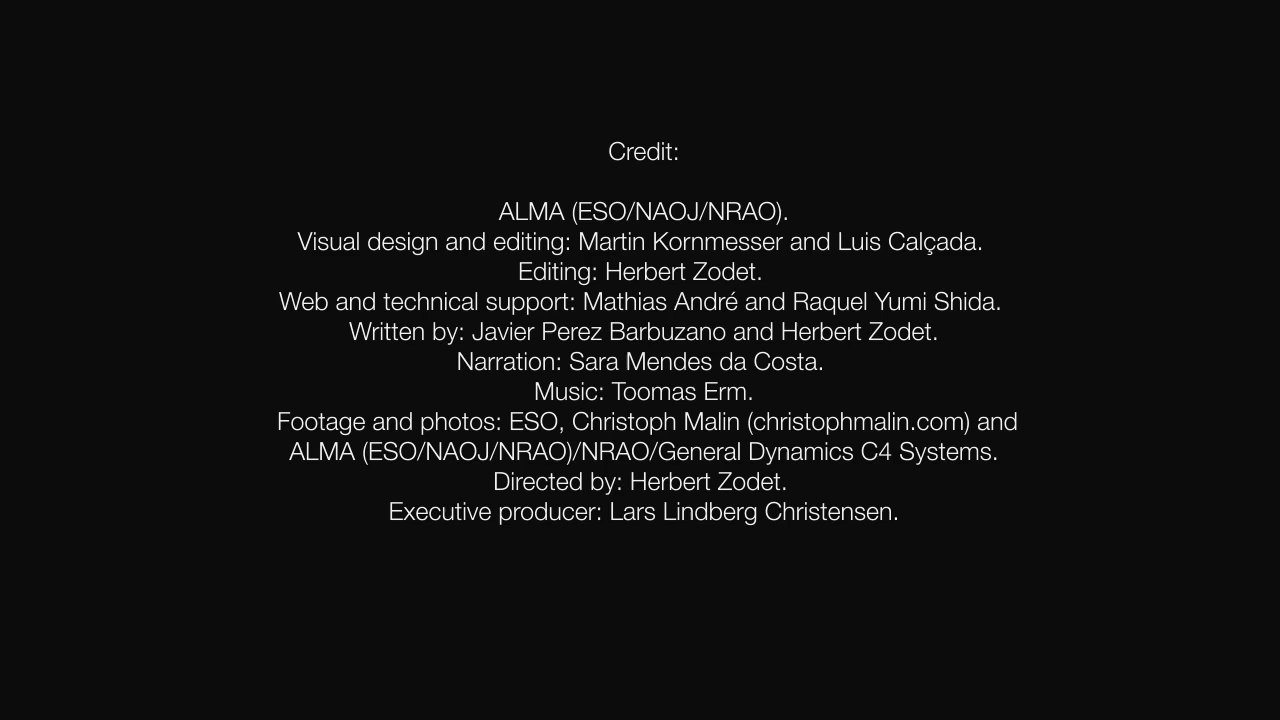 Credit:
ALMA (ESO/NAOJ/NRAO).
Visual design and editing: Martin Kornmesser and Luis Calçada.
Editing: Herbert Zodet.
Web and technical support: Mathias André and Raquel Yumi Shida.
Written by: Javier Perez Barbuzano and Herbert Zodet.
Narration: Sara Mendes da Costa.
Music: Toomas Erm.
Footage and photos: ESO, Christoph Malin (christophmalin.com) and
ALMA (ESO/NAOJ/NRAO)/NRAO/General Dynamics C4 Systems.
Directed by: Herbert Zodet.
Executive producer: Lars Lindberg Christensen.